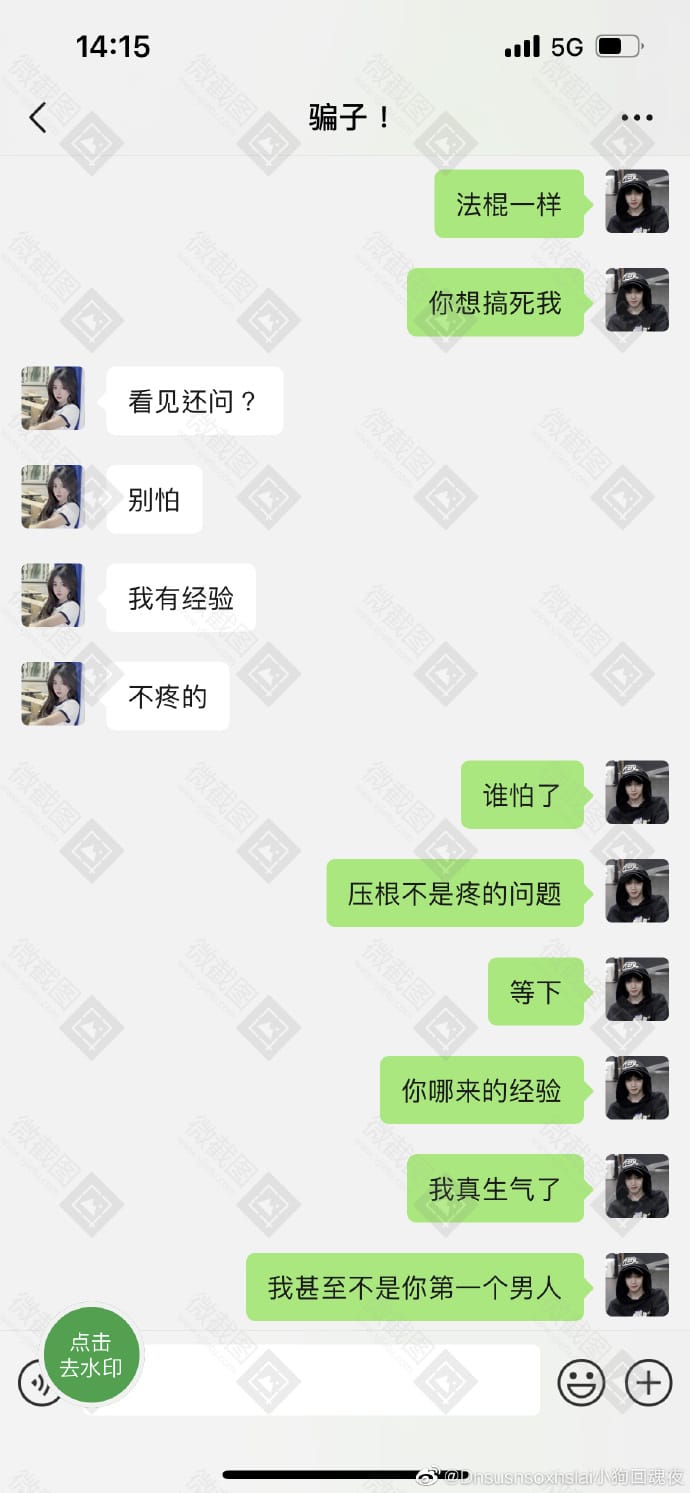 14:15
5G
骗子！
法棍一样
你想搞死我
看见还问？
别怕
我有经验
不疼的
谁怕了
压根不是疼的问题
等下
你哪来的经验
我真生气了
我甚至不是你第一个男人
点击
去水印
微截图
@Dnsusnsoxnslai小狗回魂夜